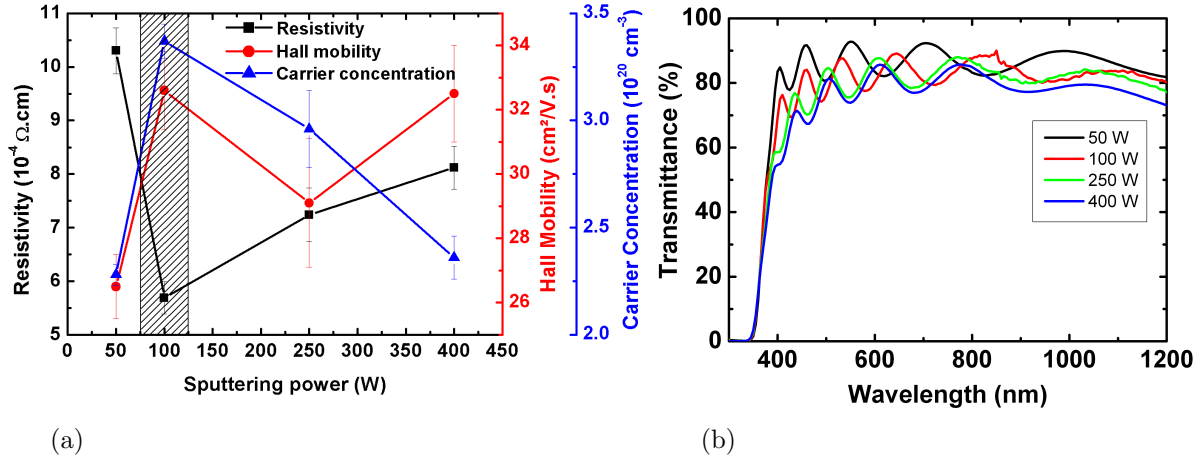 11
10
9
8
7
6
5
Resistivity (10⁻⁴ Ω.cm)
0 50 100 150 200 250 300 350 400 450
Sputtering power (W)
Resistivity
Hall mobility
Carrier concentration
34
32
30
28
26
Hall Mobility (cm²/V.s)
3.5
3.0
2.5
2.0
Carrier Concentration (10²⁰ cm⁻³)
(a)
100
80
60
40
20
0
Transmittance (%)
400 600 800 1000 1200
Wavelength (nm)
50 W
100 W
250 W
400 W
(b)